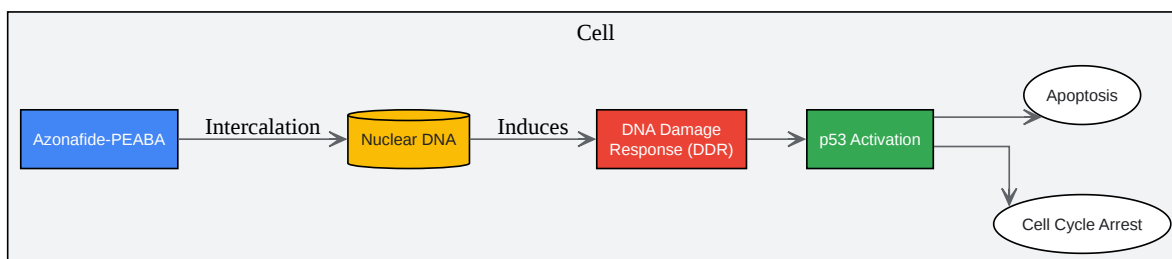 Cell
Azonafide-PEABA
Intercalation
Nuclear DNA
Induces
DNA Damage
Response (DDR)
p53 Activation
Apoptosis
Cell Cycle Arrest